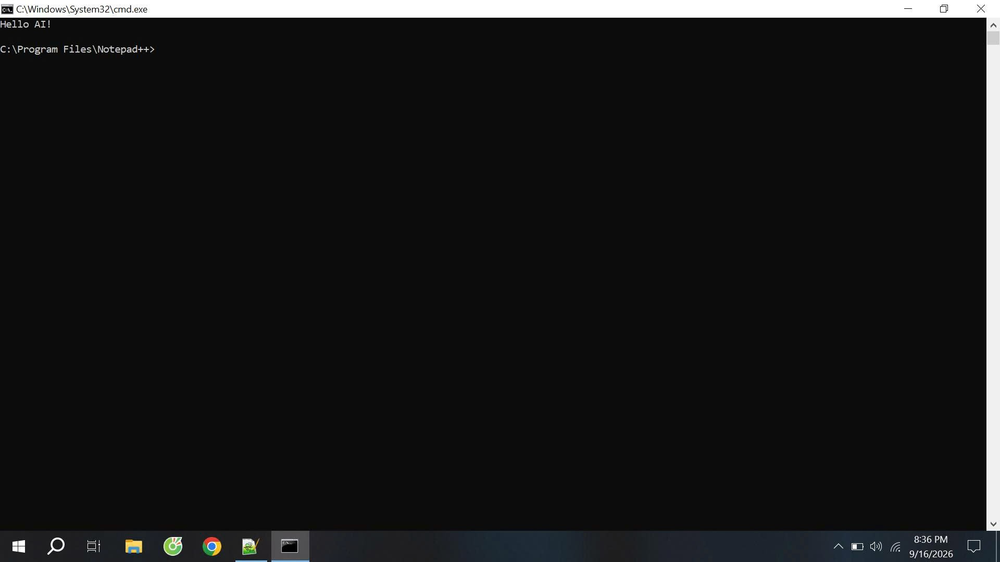 C:\Windows\System32\cmd.exe
Hello AI!
C:\Program Files\Notepad++>
8:36 PM
9/16/2026